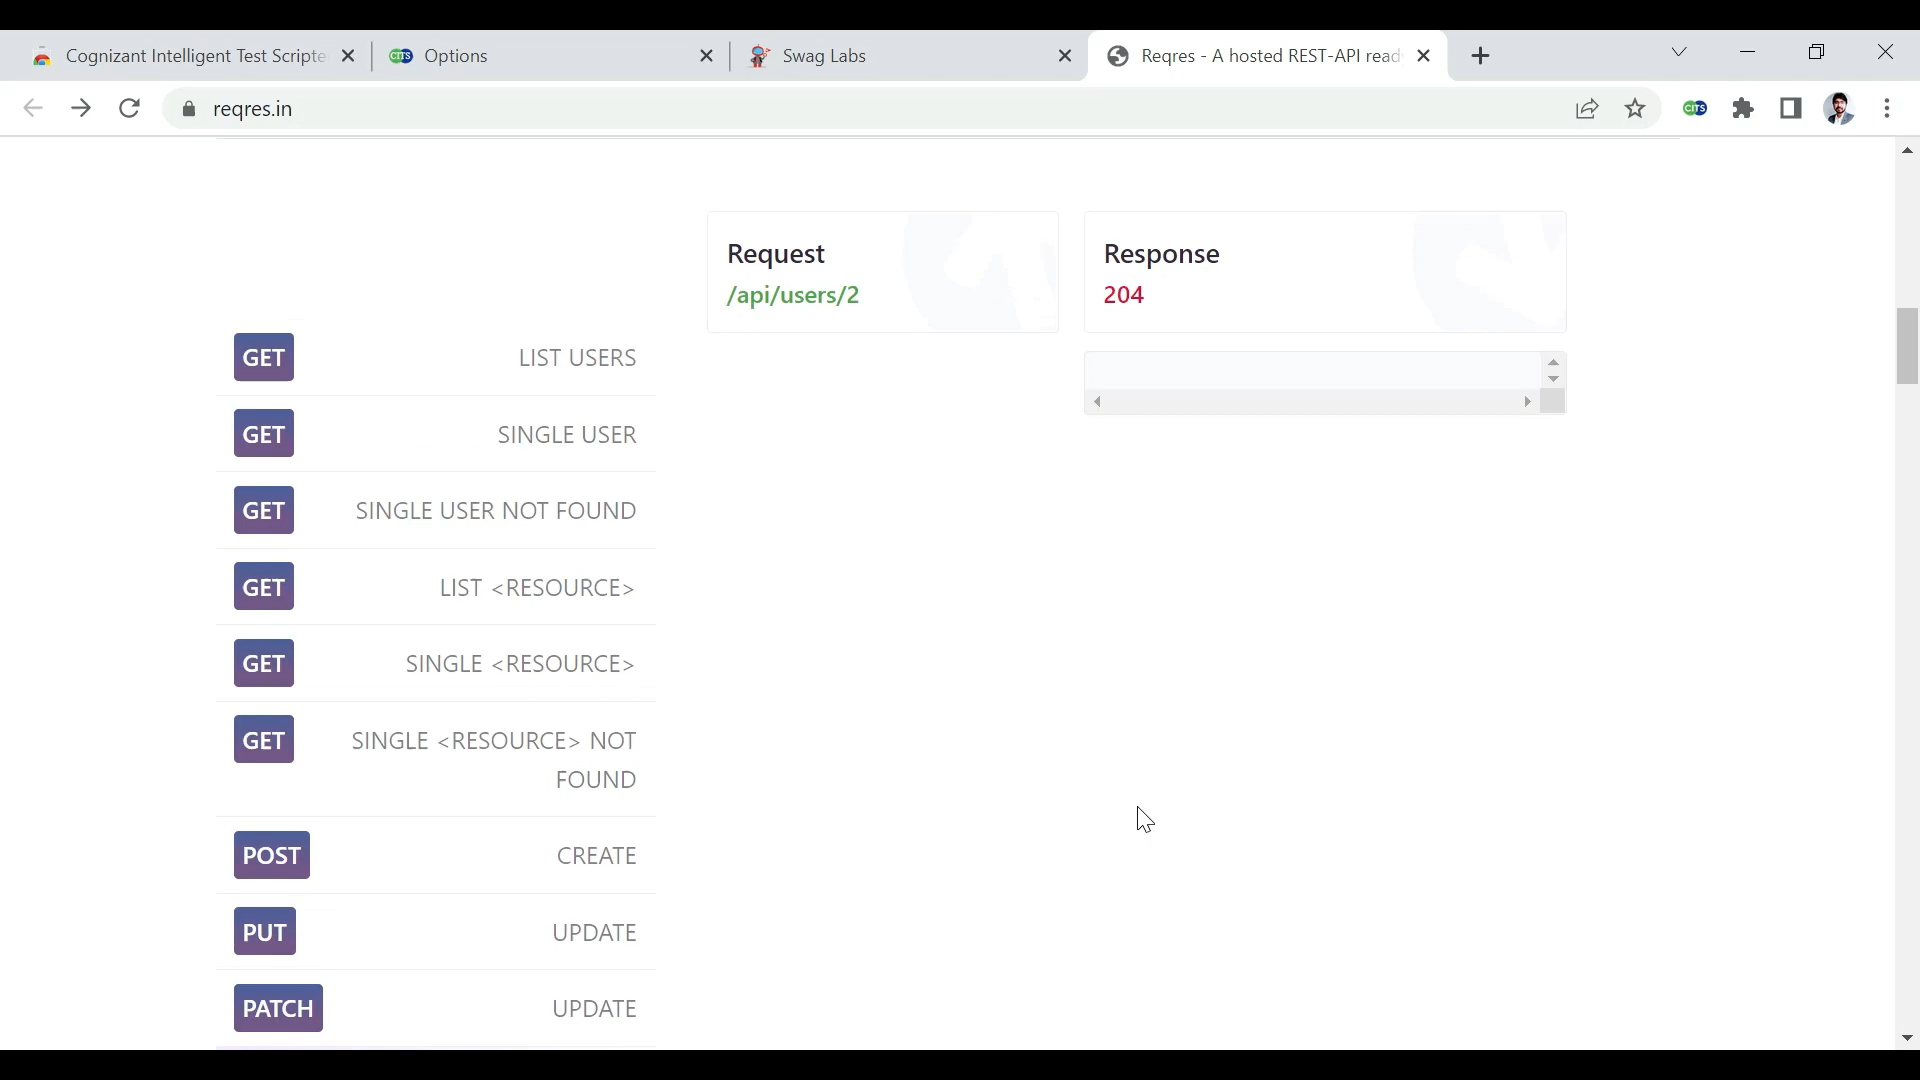 Cognizant Intelligent Test Scripte
CITS Options
Swag Labs
Reqres - A hosted REST-API read
reqres.in
CITS
Request
/api/users/2
Response
204
GET LIST USERS
GET SINGLE USER
GET SINGLE USER NOT FOUND
GET LIST <RESOURCE>
GET SINGLE <RESOURCE>
GET SINGLE <RESOURCE> NOT
FOUND
POST CREATE
PUT UPDATE
PATCH UPDATE